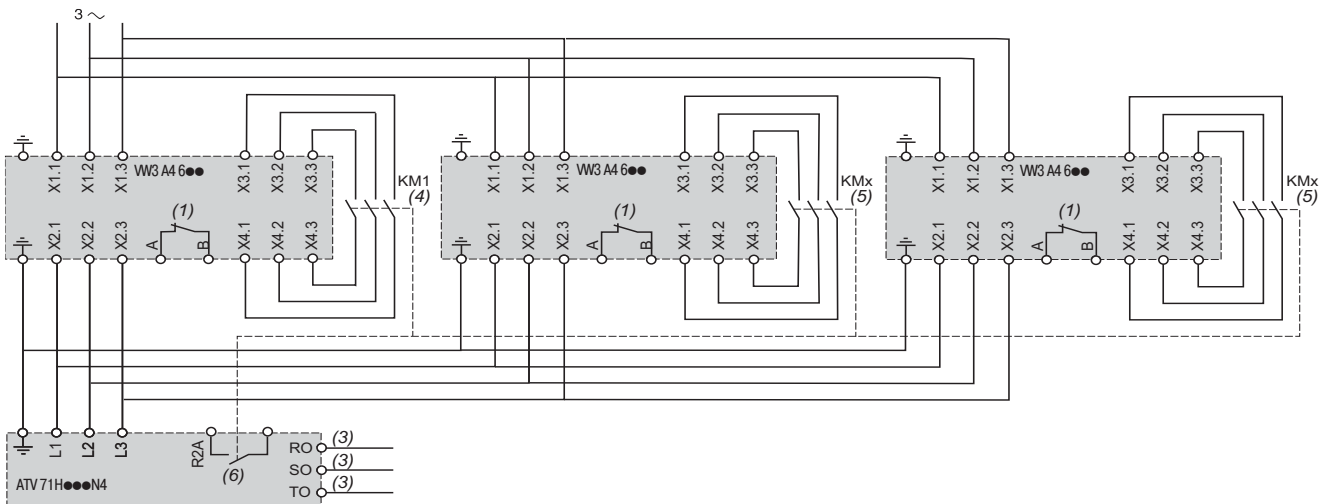 3 ~
X1.1 X1.2 X1.3 VW3 A4 6●● X3.1 X3.2 X3.3
KM1
(4)
(1)
X2.1 X2.2 X2.3 A B X4.1 X4.2 X4.3
X1.1 X1.2 X1.3 VW3 A4 6●● X3.1 X3.2 X3.3
KMx
(5)
(1)
X2.1 X2.2 X2.3 A B X4.1 X4.2 X4.3
X1.1 X1.2 X1.3 VW3 A4 6●● X3.1 X3.2 X3.3
KMx
(5)
(1)
X2.1 X2.2 X2.3 A B X4.1 X4.2 X4.3
L1 L2 L3 R2A
(6)
RO (3)
SO (3)
TO (3)
ATV 71H●●●N4